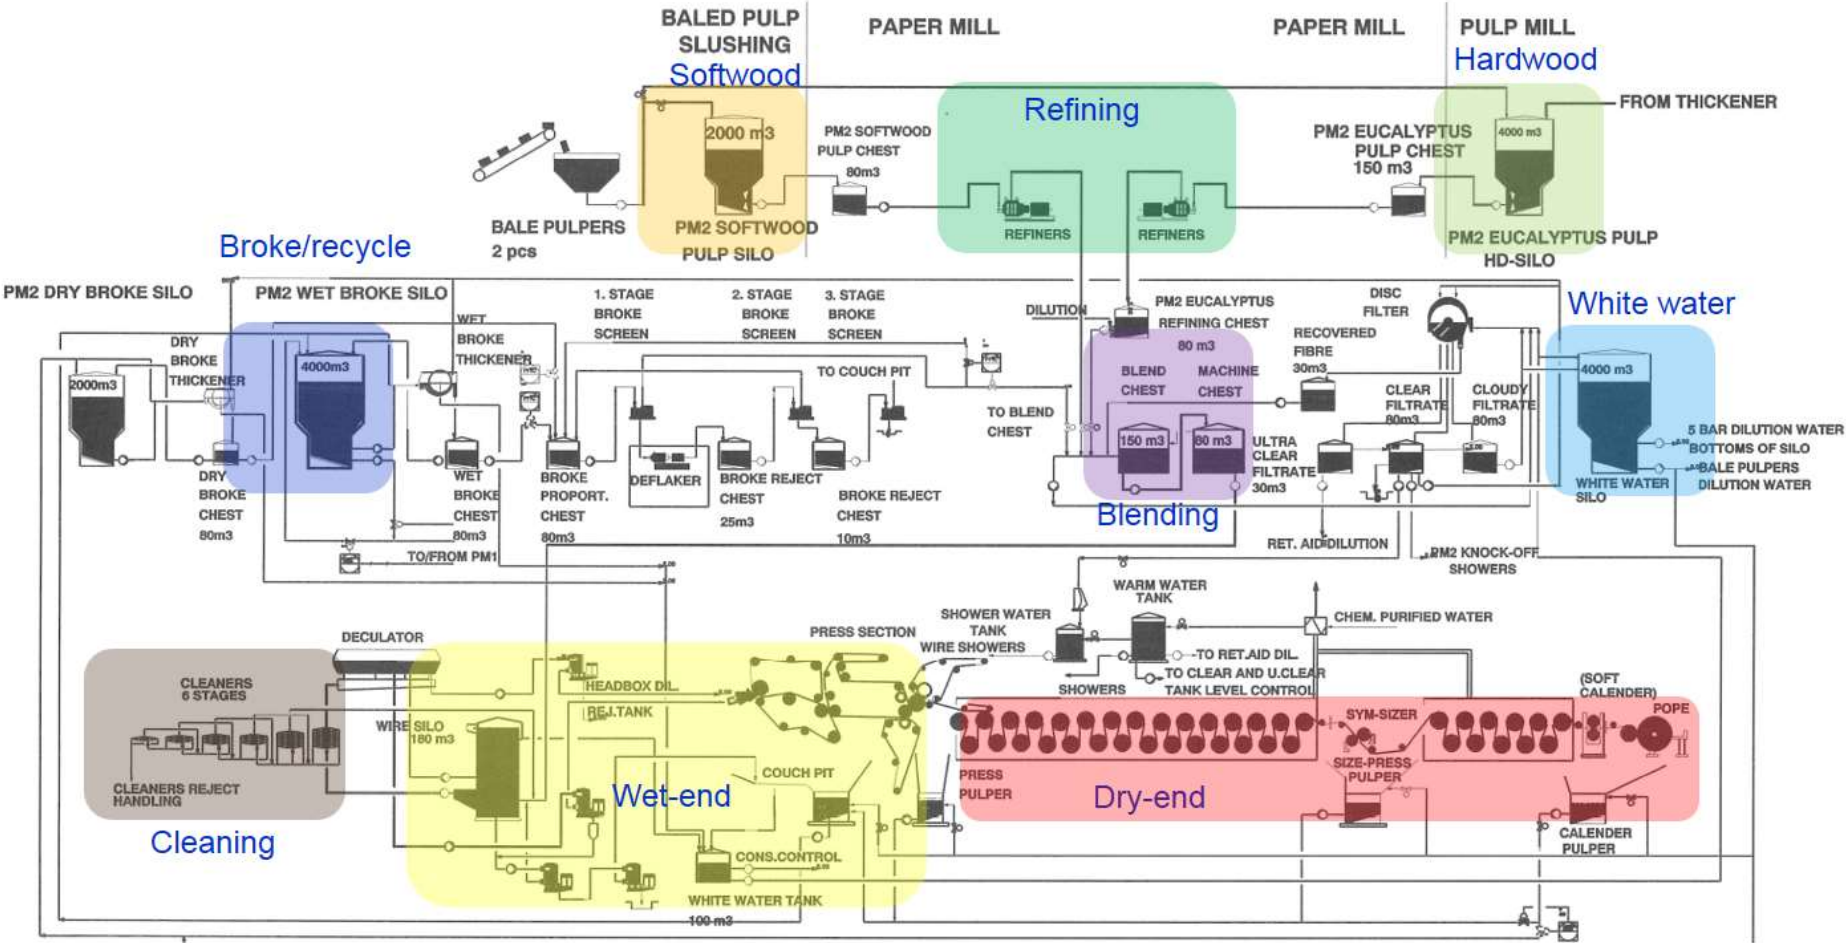 BALED PULP
SLUSHING
Softwood
PAPER MILL
PAPER MILL
PULP MILL
Hardwood
Refining
FROM THICKENER
2000 m3
PM2 SOFTWOOD
PULP CHEST
80m3
PM2 EUCALYPTUS
PULP CHEST
150 m3
4000 m3
BALE PULPERS
2 pcs
PM2 SOFTWOOD
PULP SILO
REFINERS
REFINERS
PM2 EUCALYPTUS PULP
HD-SILO
Broke/recycle
PM2 DRY BROKE SILO
PM2 WET BROKE SILO
1. STAGE
BROKE
SCREEN
2. STAGE
BROKE
SCREEN
3. STAGE
BROKE
SCREEN
DILUTION
PM2 EUCALYPTUS
REFINING CHEST
80 m3
DISC
FILTER
White water
DRY
BROKE
THICKENER
WET
BROKE
THICKENER
RECOVERED
FIBRE
30m3
2000m3
4000m3
TO COUCH PIT
BLEND
CHEST
MACHINE
CHEST
4000 m3
TO BLEND
CHEST
CLEAR
FILTRATE
80m3
CLOUDY
FILTRATE
80m3
150 m3
60 m3
ULTRA
CLEAR
FILTRATE
30m3
5 BAR DILUTION WATER
BOTTOMS OF SILO
BALE PULPERS
DILUTION WATER
WHITE WATER
SILO
DRY
BROKE
CHEST
80m3
WET
BROKE
CHEST
80m3
BROKE
PROPORT.
CHEST
80m3
DEFLAKER
BROKE REJECT
CHEST
25m3
BROKE REJECT
CHEST
10m3
Blending
TO/FROM PM1
RET. AID DILUTION
PM2 KNOCK-OFF
SHOWERS
WARM WATER
TANK
SHOWER WATER
TANK
WIRE SHOWERS
CHEM. PURIFIED WATER
DECULATOR
PRESS SECTION
TO RET.AID DIL.
TO CLEAR AND U.CLEAR
TANK LEVEL CONTROL
SHOWERS
CLEANERS
6 STAGES
HEADBOX DIL.
REJ.TANK
WIRE SILO
180 m3
(SOFT
CALENDER)
POPE
SYM-SIZER
SIZE-PRESS
PULPER
COUCH PIT
PRESS
PULPER
CLEANERS REJECT
HANDLING
Wet-end
Dry-end
Cleaning
CALENDER
PULPER
CONS.CONTROL
WHITE WATER TANK
100 m3